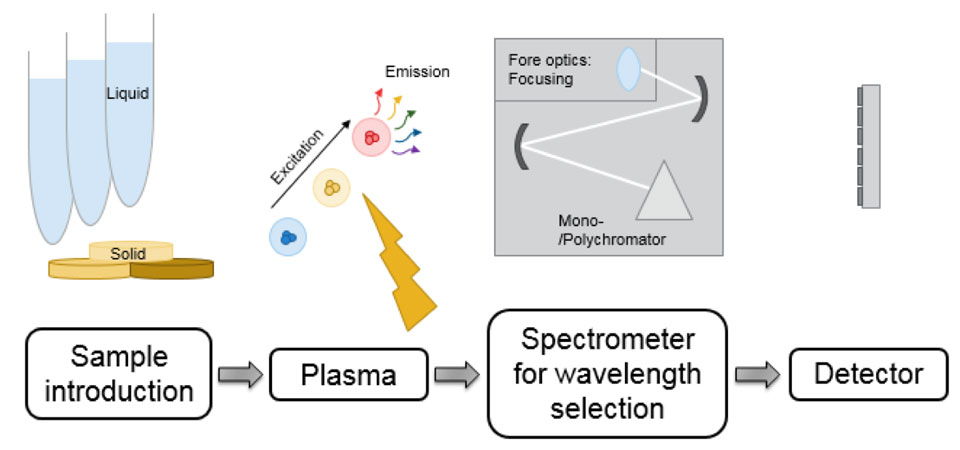 Liquid
Solid
Excitation
Emission
Fore optics:
Focusing
Mono-
/Polychromator
Sample
introduction
Plasma
Spectrometer
for wavelength
selection
Detector